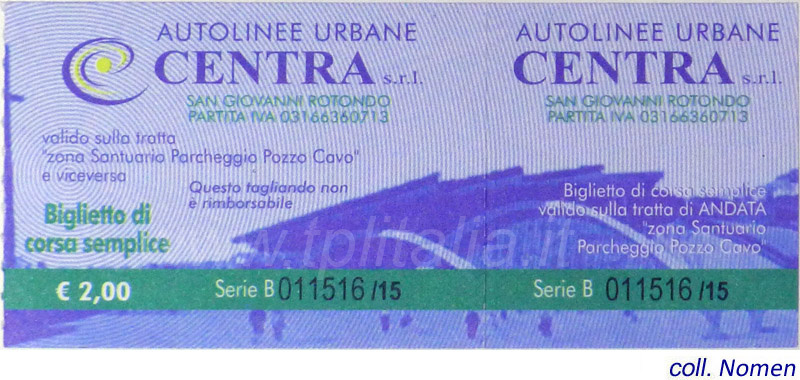 AUTOLINEE URBANE
CENTRA s.r.l.
SAN GIOVANNI ROTONDO
PARTITA IVA 03166360713
valido sulla tratta
"zona Santuario Parcheggio Pozzo Cavo"
e viceversa
Questo tagliando non
è rimborsabile
Biglietto di
corsa semplice
€ 2,00
Serie B 011516 /15
AUTOLINEE URBANE
CENTRA s.r.l.
SAN GIOVANNI ROTONDO
PARTITA IVA 03166360713
Biglietto di corsa semplice
valido sulla tratta di ANDATA
"zona Santuario
Parcheggio Pozzo Cavo"
Serie B 011516 /15
www.tplitalia.it
coll. Nomen